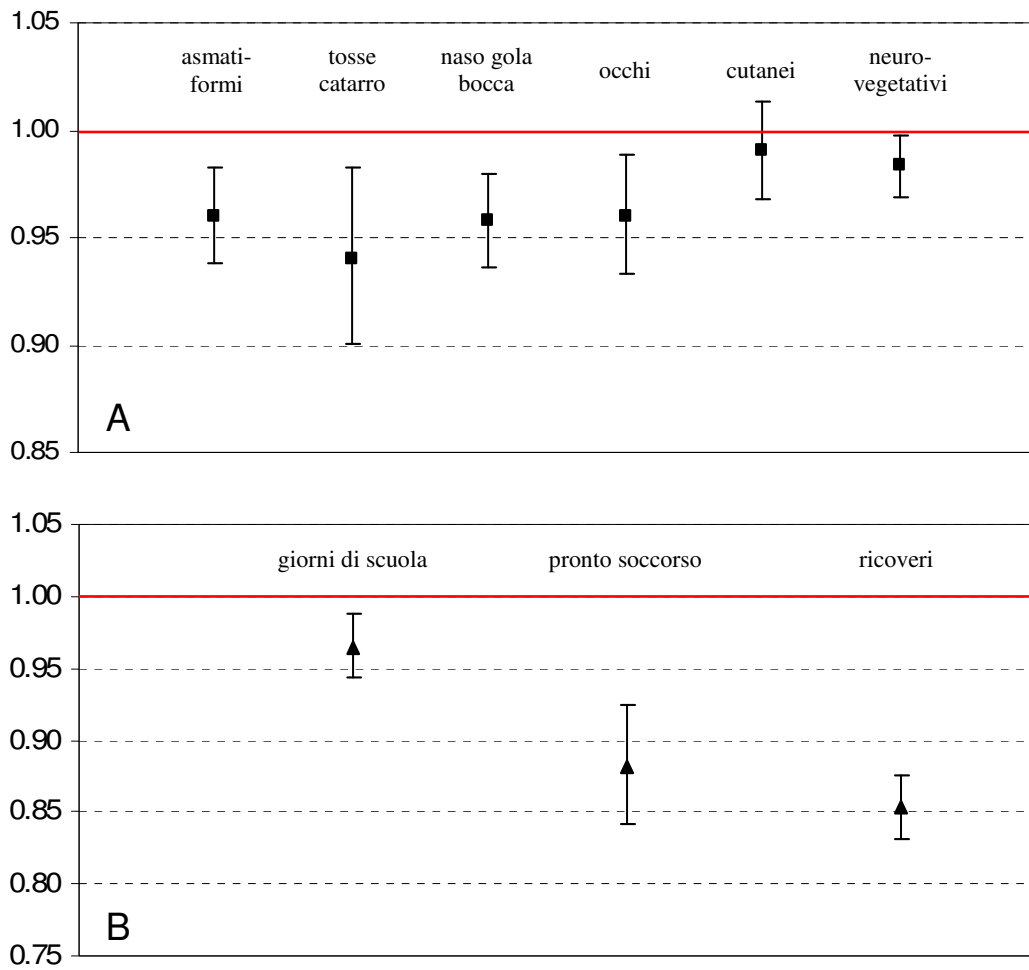 1.05
asmati-
formi
tosse
catarro
naso gola
bocca
occhi
cutanei
neuro-
vegetativi
1.00
0.95
0.90
A
0.85
1.05
giorni di scuola
pronto soccorso
ricoveri
1.00
0.95
0.90
0.85
0.80
B
0.75